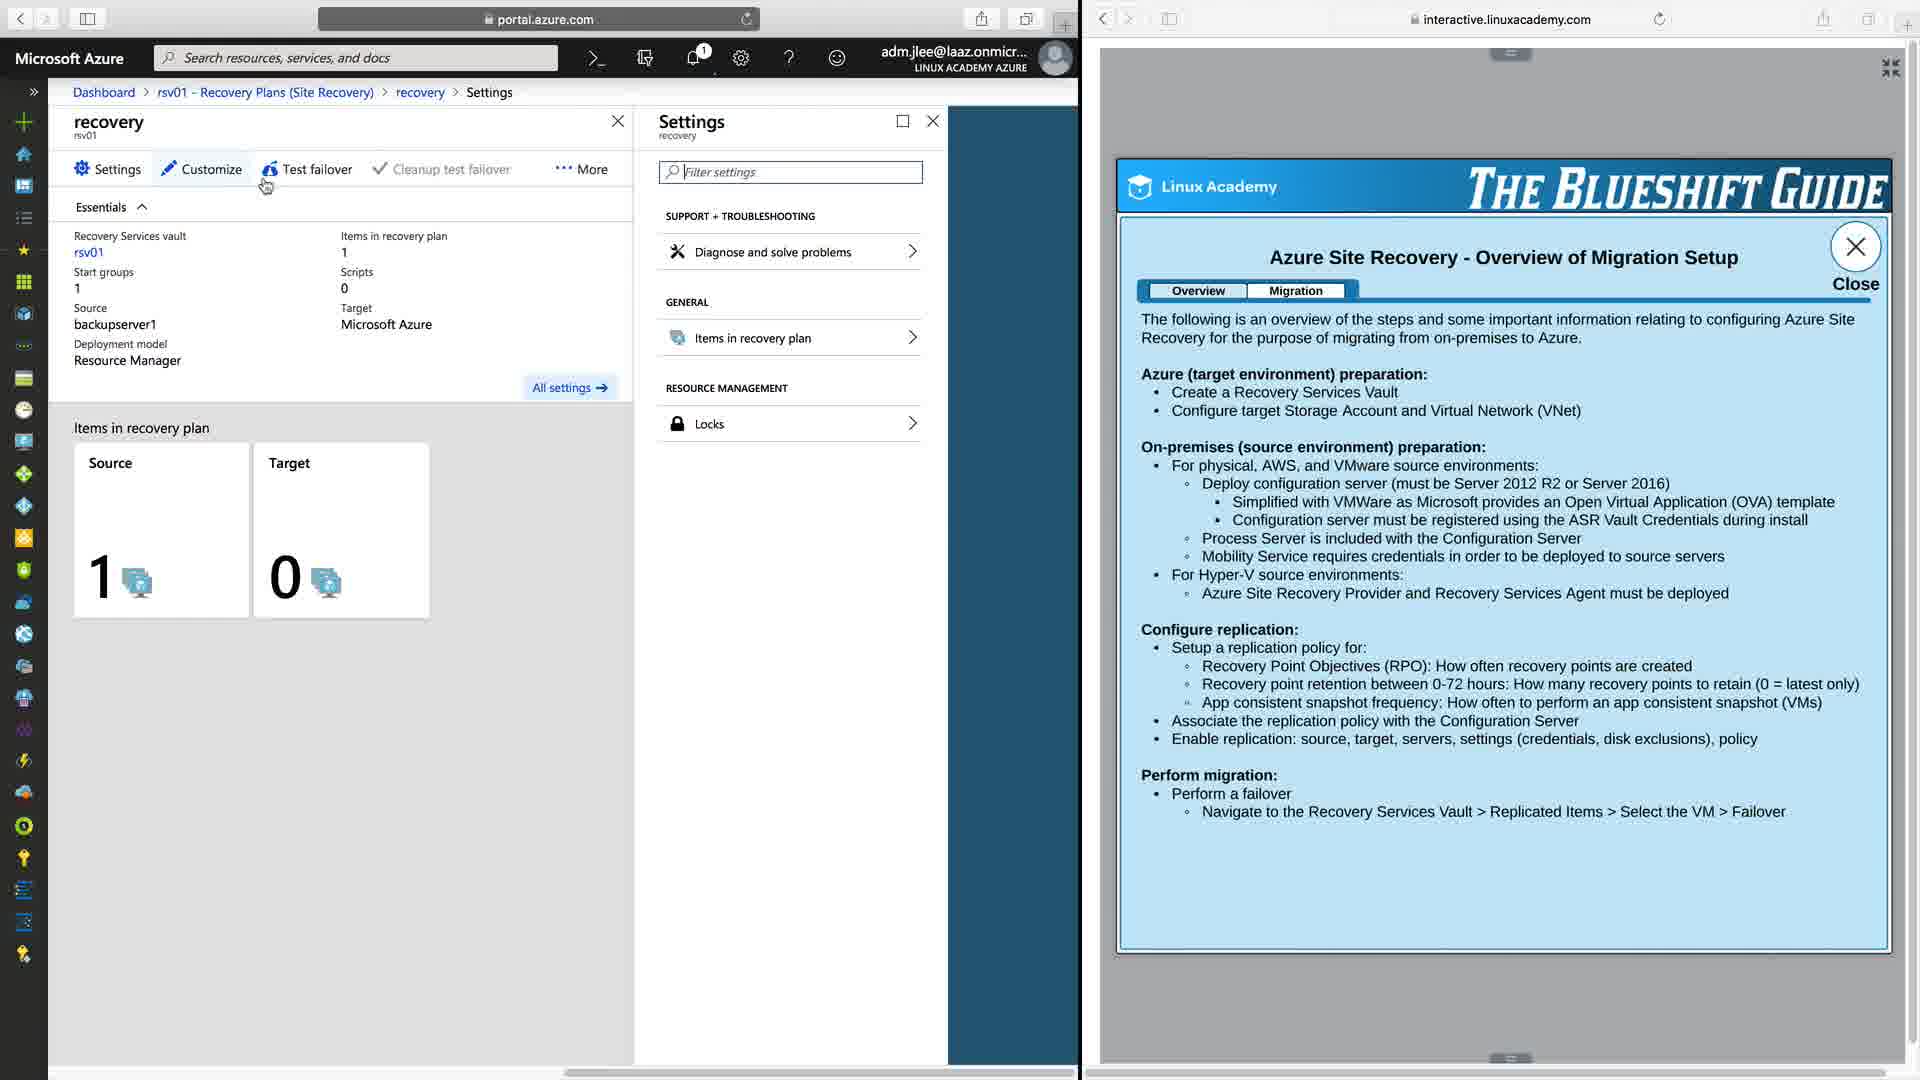 portal.azure.com
Microsoft Azure
Search resources, services, and docs
1
adm.jlee@laaz.onmicr...
LINUX ACADEMY AZURE
Dashboard > rsv01 - Recovery Plans (Site Recovery) > recovery > Settings
recovery
rsv01
Settings
Customize
Test failover
Cleanup test failover
More
Essentials
Recovery Services vault
rsv01
Start groups
1
Source
backupserver1
Deployment model
Resource Manager
Items in recovery plan
1
Scripts
0
Target
Microsoft Azure
All settings
Items in recovery plan
Source
1
Target
0
Settings
recovery
Filter settings
SUPPORT + TROUBLESHOOTING
Diagnose and solve problems
GENERAL
Items in recovery plan
RESOURCE MANAGEMENT
Locks
interactive.linuxacademy.com
Linux Academy
THE BLUESHIFT GUIDE
Azure Site Recovery - Overview of Migration Setup
Close
Overview
Migration
The following is an overview of the steps and some important information relating to configuring Azure Site
Recovery for the purpose of migrating from on-premises to Azure.
Azure (target environment) preparation:
• Create a Recovery Services Vault
• Configure target Storage Account and Virtual Network (VNet)
On-premises (source environment) preparation:
• For physical, AWS, and VMware source environments:
◦ Deploy configuration server (must be Server 2012 R2 or Server 2016)
▪ Simplified with VMWare as Microsoft provides an Open Virtual Application (OVA) template
▪ Configuration server must be registered using the ASR Vault Credentials during install
◦ Process Server is included with the Configuration Server
◦ Mobility Service requires credentials in order to be deployed to source servers
• For Hyper-V source environments:
◦ Azure Site Recovery Provider and Recovery Services Agent must be deployed
Configure replication:
• Setup a replication policy for:
◦ Recovery Point Objectives (RPO): How often recovery points are created
◦ Recovery point retention between 0-72 hours: How many recovery points to retain (0 = latest only)
◦ App consistent snapshot frequency: How often to perform an app consistent snapshot (VMs)
• Associate the replication policy with the Configuration Server
• Enable replication: source, target, servers, settings (credentials, disk exclusions), policy
Perform migration:
• Perform a failover
◦ Navigate to the Recovery Services Vault > Replicated Items > Select the VM > Failover